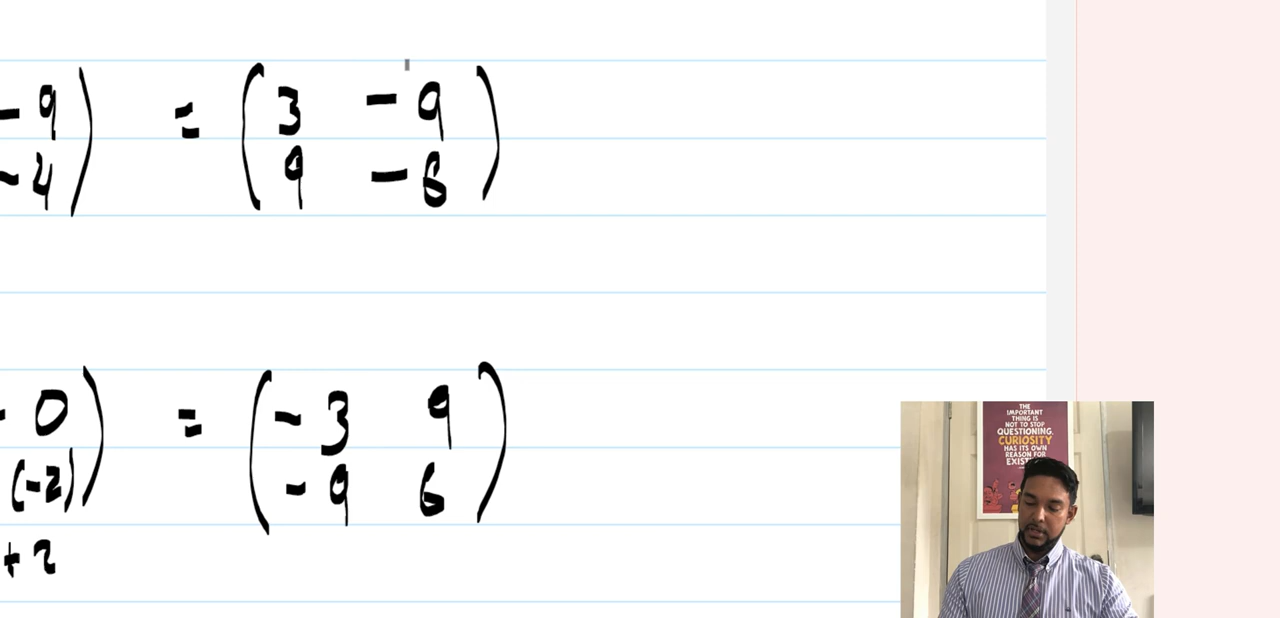 - 9 ) = ( 3 - 9 )
- 4 ) ( 9 - 6 )
- 0 ) = ( - 3 9 )
(-2) ) ( - 9 6 )
+ 2
THE
IMPORTANT
THING IS
NOT TO STOP
QUESTIONING.
CURIOSITY
HAS ITS OWN
REASON FOR